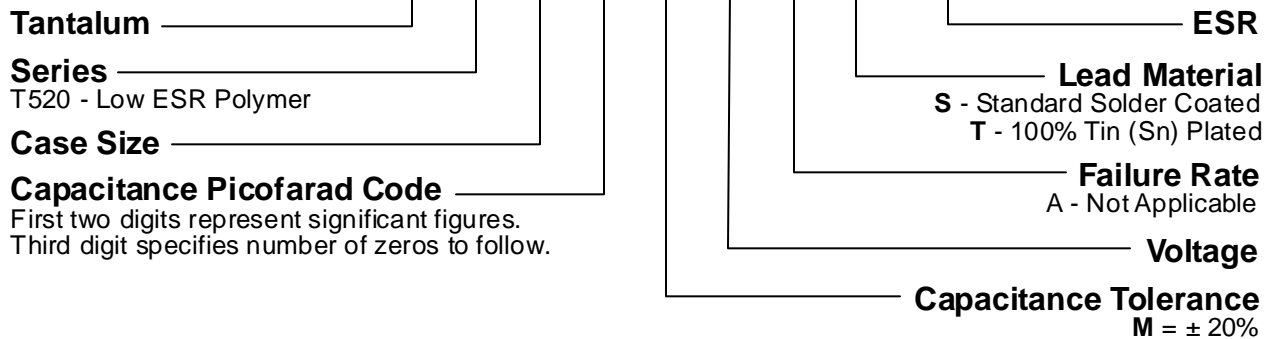 Tantalum
Series
T520 - Low ESR Polymer
Case Size
Capacitance Picofarad Code
First two digits represent significant figures.
Third digit specifies number of zeros to follow.
ESR
Lead Material
S - Standard Solder Coated
T - 100% Tin (Sn) Plated
Failure Rate
A - Not Applicable
Voltage
Capacitance Tolerance
M = ± 20%